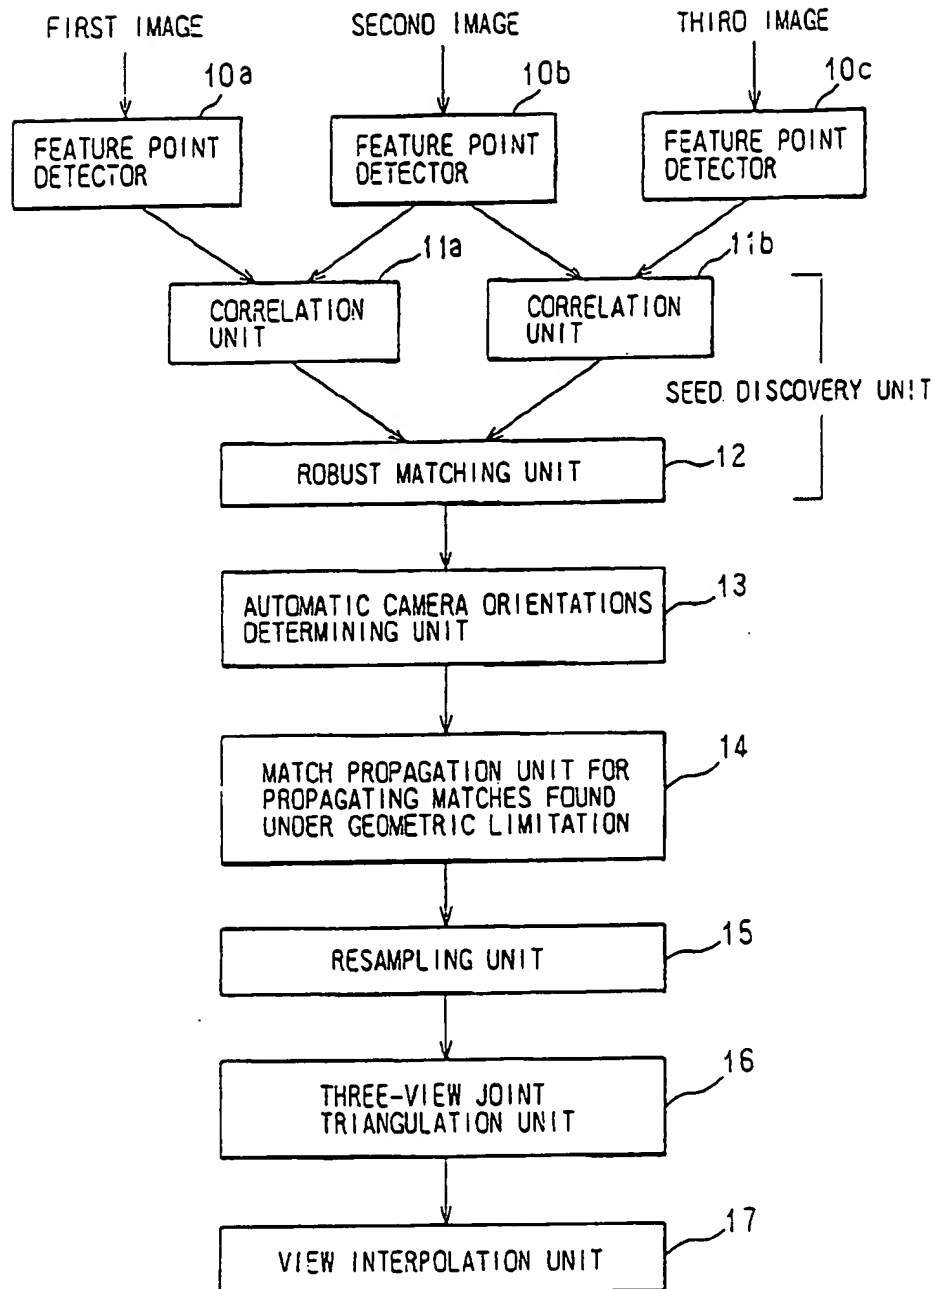 FIRST IMAGE
SECOND IMAGE
THIRD IMAGE
10a
10b
10c
FEATURE POINT
DETECTOR
FEATURE POINT
DETECTOR
FEATURE POINT
DETECTOR
11a
11b
CORRELATION
UNIT
CORRELATION
UNIT
SEED DISCOVERY UNIT
ROBUST MATCHING UNIT
12
AUTOMATIC CAMERA ORIENTATIONS
DETERMINING UNIT
13
MATCH PROPAGATION UNIT FOR
PROPAGATING MATCHES FOUND
UNDER GEOMETRIC LIMITATION
14
RESAMPLING UNIT
15
THREE-VIEW JOINT
TRIANGULATION UNIT
16
VIEW INTERPOLATION UNIT
17